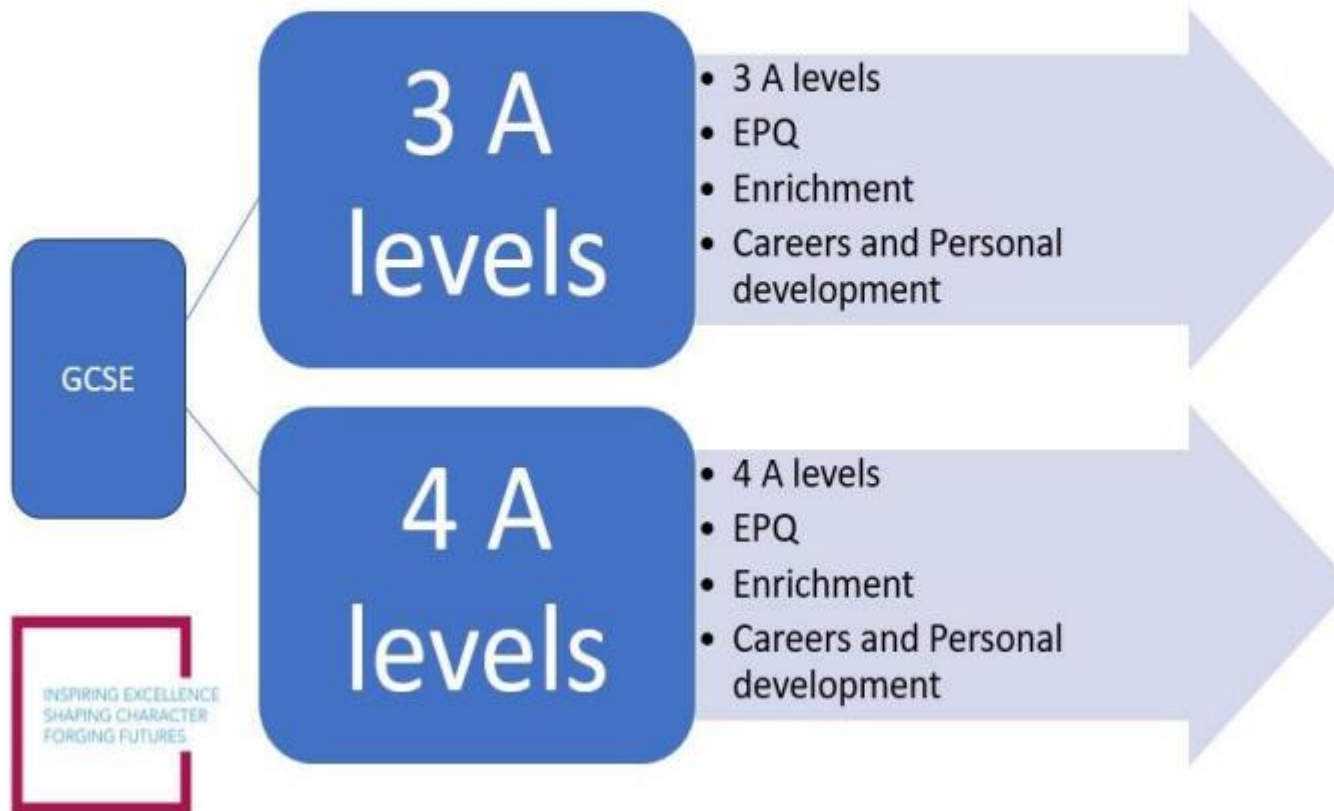 GCSE
3 A
levels
• 3 A levels
• EPQ
• Enrichment
• Careers and Personal
development
4 A
levels
• 4 A levels
• EPQ
• Enrichment
• Careers and Personal
development
INSPIRING EXCELLENCE
SHAPING CHARACTER
FORGING FUTURES